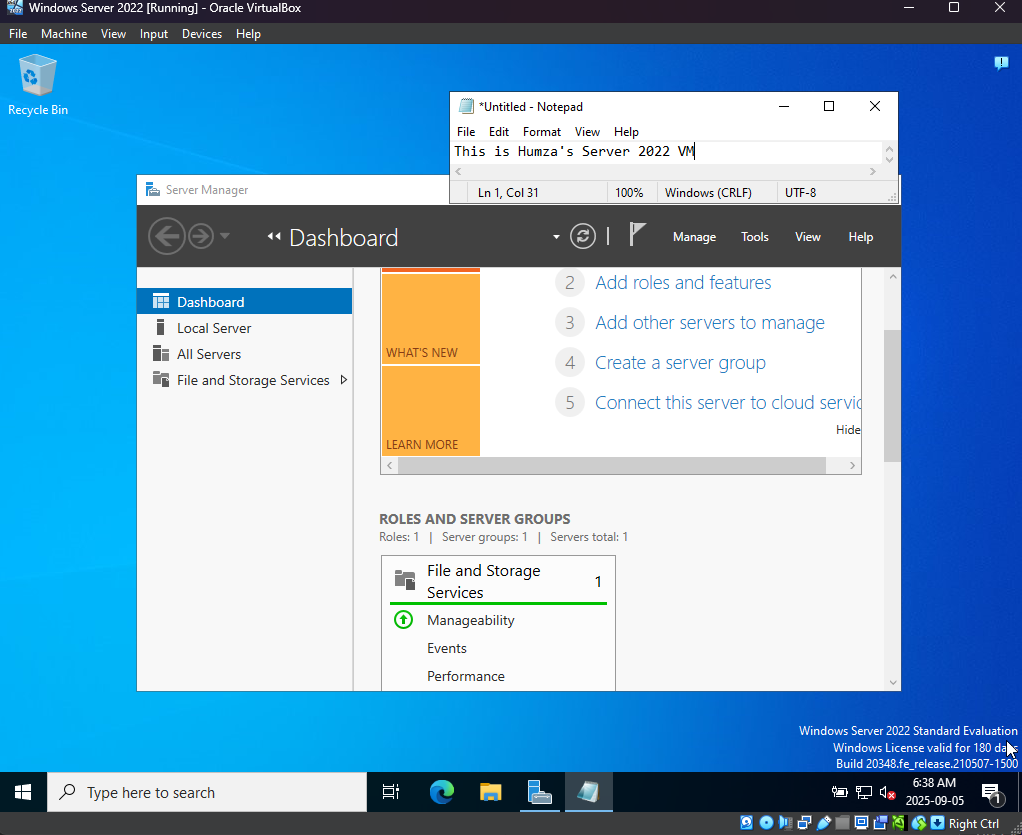 Windows Server 2022 [Running] - Oracle VirtualBox
File Machine View Input Devices Help
Recycle Bin
*Untitled - Notepad
File Edit Format View Help
This is Humza's Server 2022 VM
Ln 1, Col 31 100% Windows (CRLF) UTF-8
Server Manager
Dashboard
Manage Tools View Help
Dashboard
Local Server
All Servers
File and Storage Services
WHAT'S NEW
LEARN MORE
2 Add roles and features
3 Add other servers to manage
4 Create a server group
5 Connect this server to cloud servic
Hide
ROLES AND SERVER GROUPS
Roles: 1 | Server groups: 1 | Servers total: 1
File and Storage
Services
1
Manageability
Events
Performance
Windows Server 2022 Standard Evaluation
Windows License valid for 180 days
Build 20348.fe_release.210507-1500
Type here to search
6:38 AM
2025-09-05
1
Right Ctrl